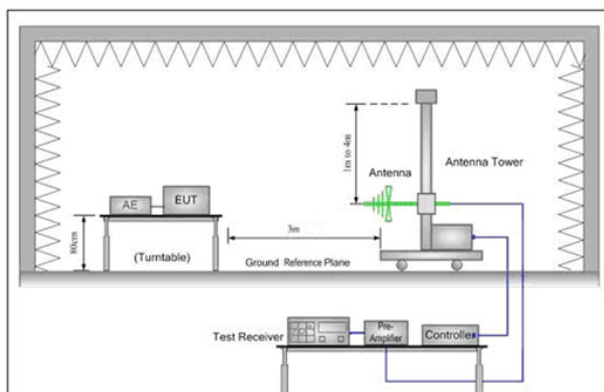 1m to 4m
Antenna
Antenna Tower
AE
EUT
80cm
(Turntable)
3m
Ground Reference Plane
Test Receiver
Pre-
Amplifier
Controller